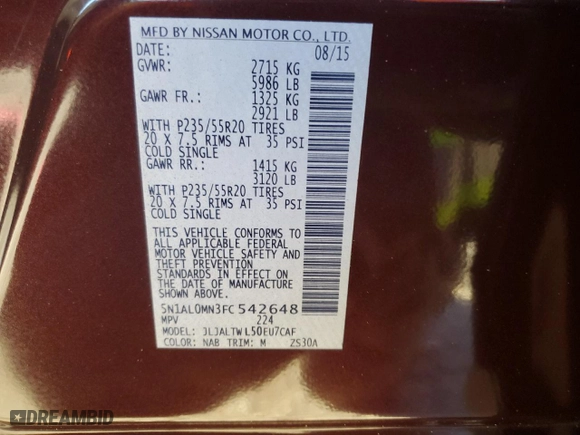 MFD BY NISSAN MOTOR CO., LTD.
DATE: 08/15
GVWR: 2715 KG
5986 LB
GAWR FR.: 1325 KG
2921 LB
WITH P235/55R20 TIRES
20 X 7.5 RIMS AT 35 PSI
COLD SINGLE
GAWR RR.: 1415 KG
3120 LB
WITH P235/55R20 TIRES
20 X 7.5 RIMS AT 35 PSI
COLD SINGLE
THIS VEHICLE CONFORMS TO
ALL APPLICABLE FEDERAL
MOTOR VEHICLE SAFETY AND
AND THEFT PREVENTION
STANDARDS IN EFFECT ON
THE DATE OF MANUFACTURE
SHOWN ABOVE.
5N1AL0MN3FC542648
MPV 224
MODEL: JLJALTWL50EU7CAF
COLOR: NAB TRIM: M ZS30A
DREAMBID